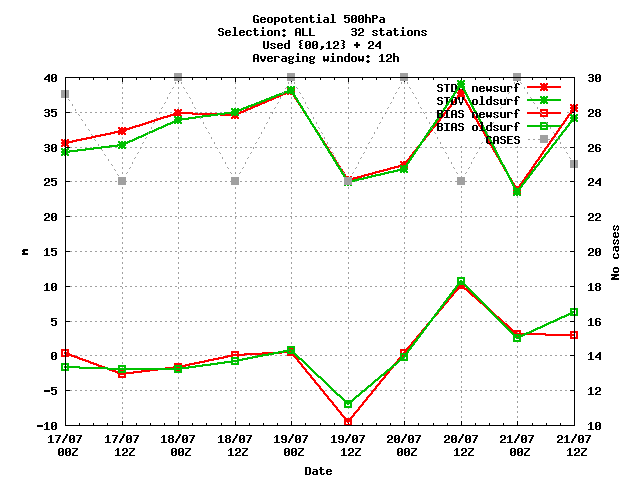 Geopotential 500hPa
Selection: ALL 32 stations
Used {00,12} + 24
Averaging window: 12h
40 30
STDV newsurf
STDV oldsurf
35 28
BIAS newsurf
BIAS oldsurf
CASES
30 26
25 24
20 22
15 20
m
No cases
10 18
5 16
0 14
-5 12
-10 10
17/07 17/07 18/07 18/07 19/07 19/07 20/07 20/07 21/07 21/07
00Z 12Z 00Z 12Z 00Z 12Z 00Z 12Z 00Z 12Z
Date